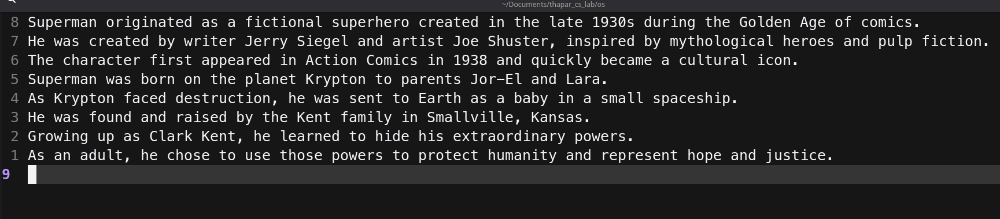 ~/Documents/thapar_cs_lab/os
8 Superman originated as a fictional superhero created in the late 1930s during the Golden Age of comics.
7 He was created by writer Jerry Siegel and artist Joe Shuster, inspired by mythological heroes and pulp fiction.
6 The character first appeared in Action Comics in 1938 and quickly became a cultural icon.
5 Superman was born on the planet Krypton to parents Jor-El and Lara.
4 As Krypton faced destruction, he was sent to Earth as a baby in a small spaceship.
3 He was found and raised by the Kent family in Smallville, Kansas.
2 Growing up as Clark Kent, he learned to hide his extraordinary powers.
1 As an adult, he chose to use those powers to protect humanity and represent hope and justice.
9